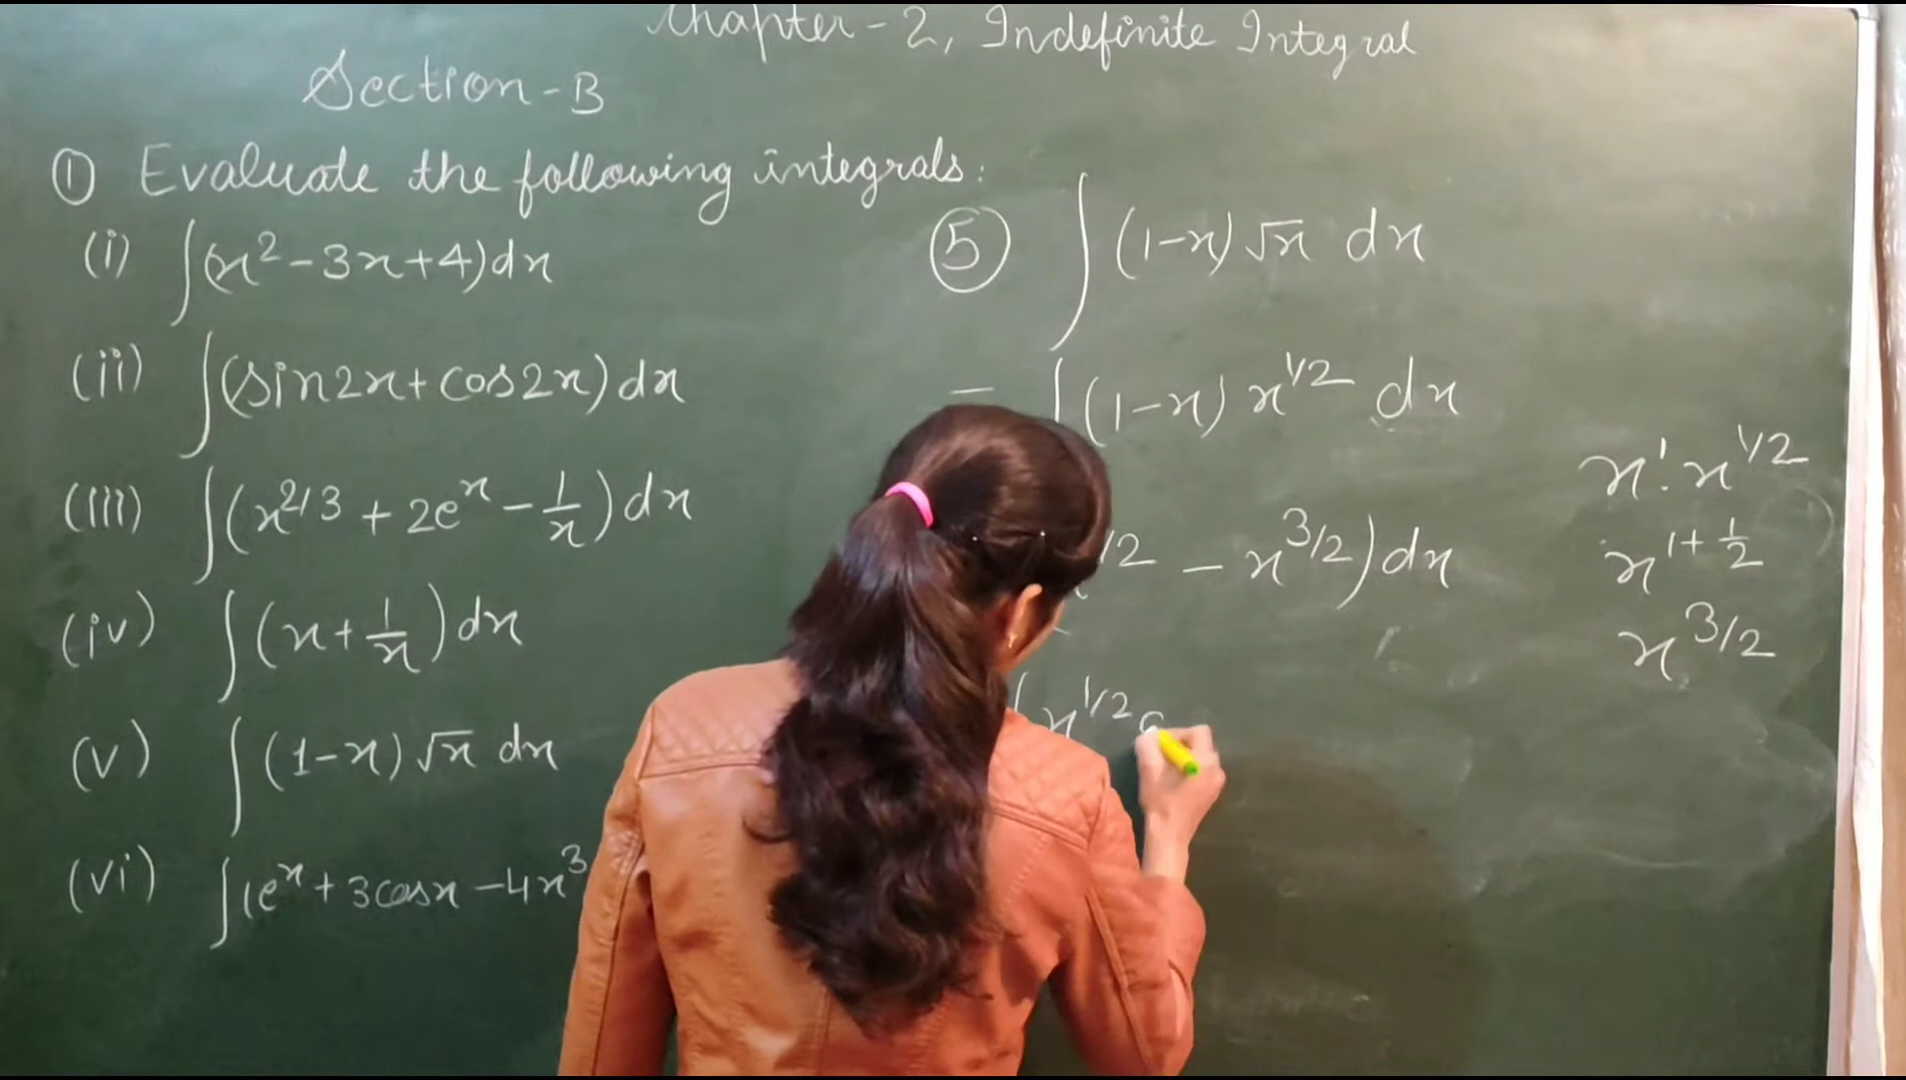 Chapter-2, Indefinite Integral
Section-B
① Evaluate the following integrals:
(i) ∫(x²-3x+4)dx
(ii) ∫(sin2x+cos2x)dx
(iii) ∫(x^2/3 + 2e^x - 1/x)dx
(iv) ∫(x+1/x)dx
(v) ∫(1-x)√x dx
(vi) ∫(e^x+3cosx-4x³
⑤ ∫(1-x)√x dx
= ∫(1-x) x^1/2 dx
/2 - x^3/2)dx
x^1/2
x¹.x^1/2
x^1+1/2
x^3/2